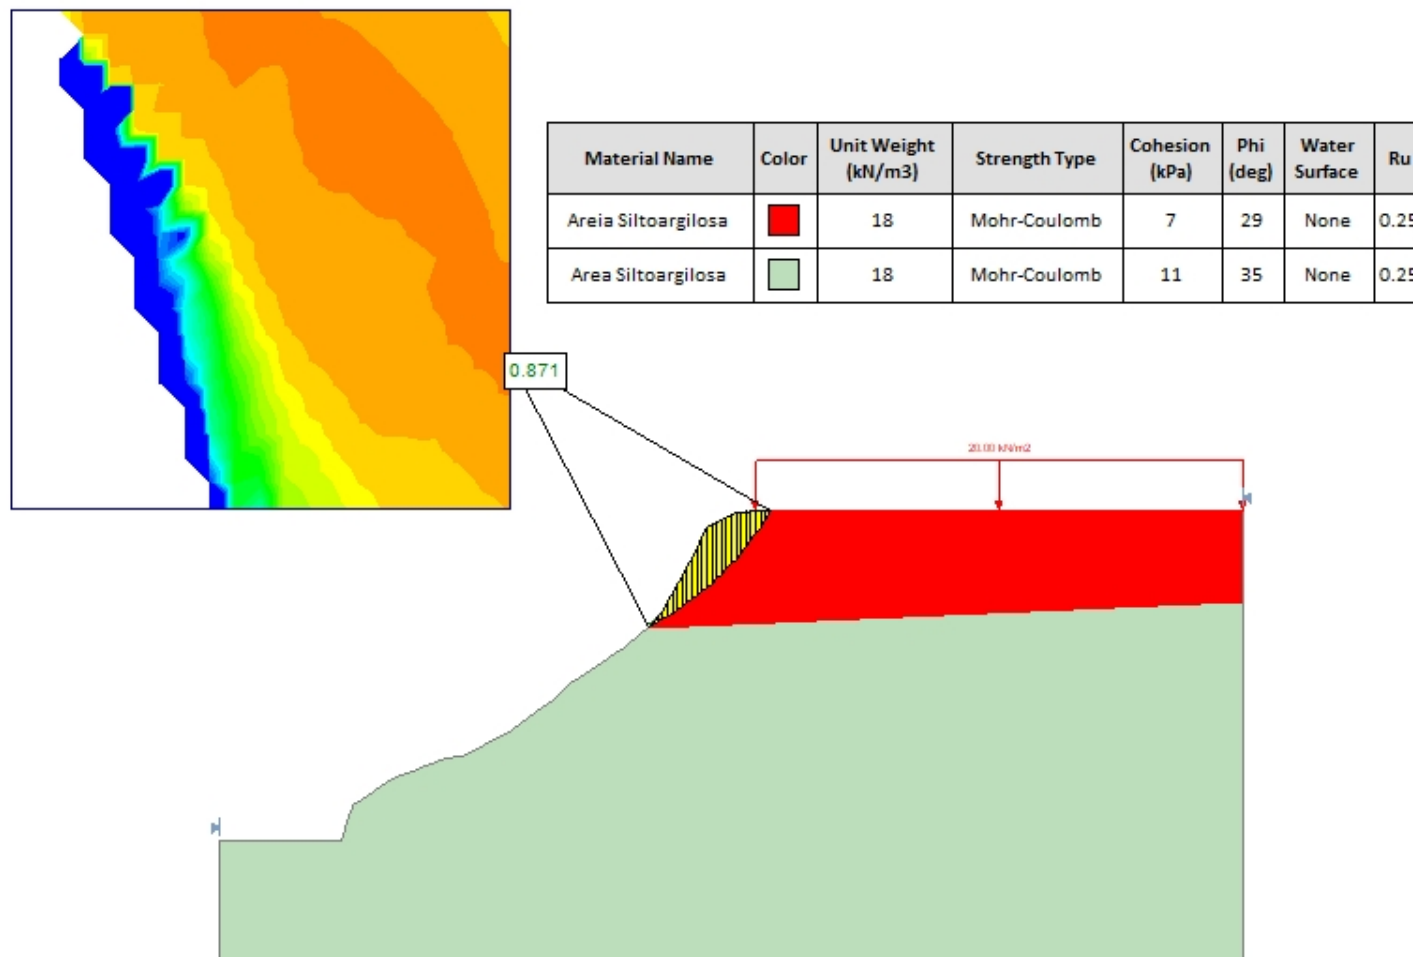 Material Name Color Unit Weight (kN/m3) Strength Type Cohesion (kPa) Phi (deg) Water Surface Ru
Areia Siltoargilosa 18 Mohr-Coulomb 7 29 None 0.25
Area Siltoargilosa 18 Mohr-Coulomb 11 35 None 0.25
0.871
20.00 kN/m2